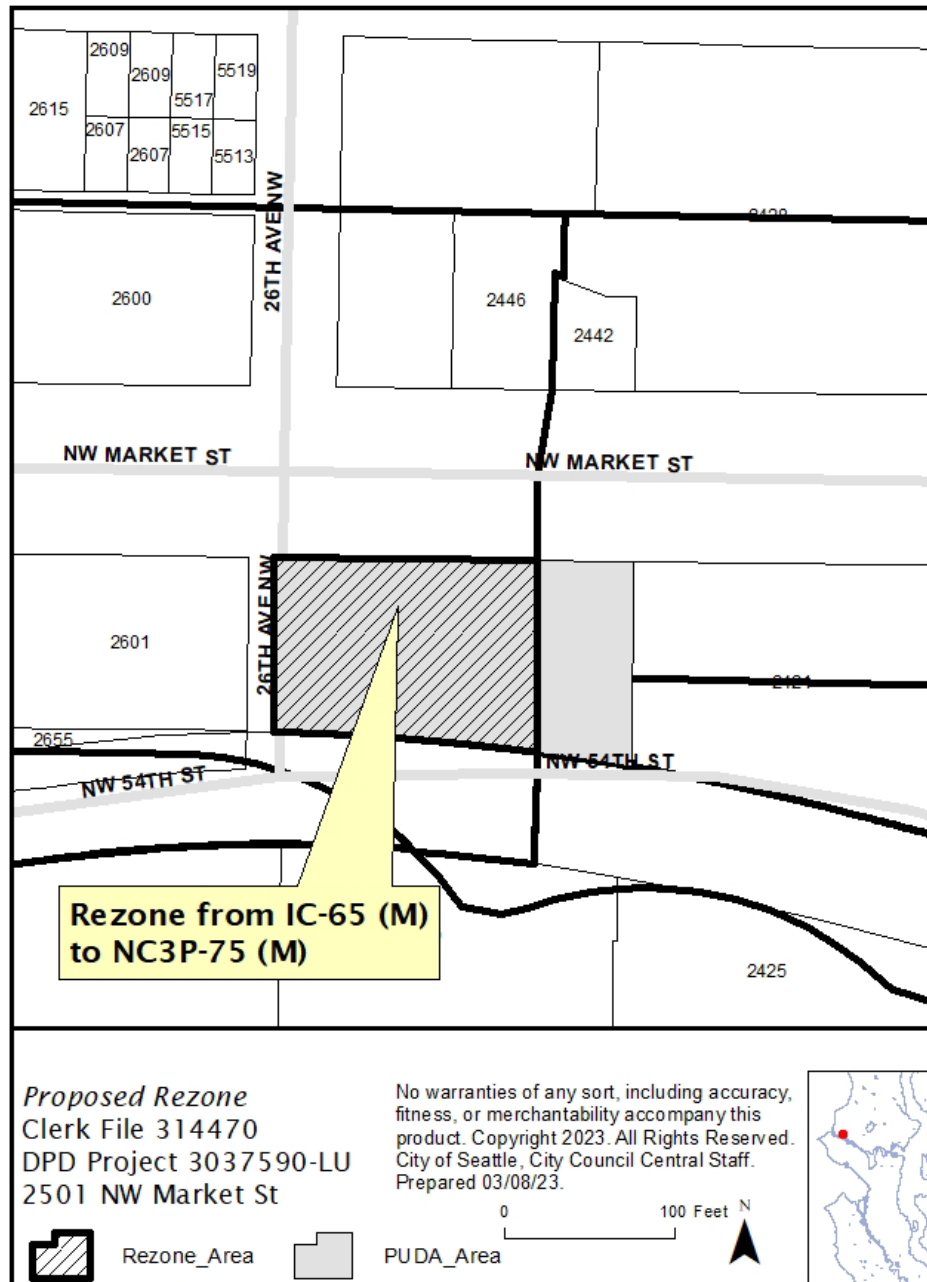 2609
2609
5519
2615
5517
2607
5515
2607
5513
26TH AVE NW
2600
2446
2442
NW MARKET ST
NW MARKET ST
26TH AVE NW
2601
2655
NW 54TH ST
NW 54TH ST
Rezone from IC-65 (M)
to NC3P-75 (M)
2425
Proposed Rezone
Clerk File 314470
DPD Project 3037590-LU
2501 NW Market St
No warranties of any sort, including accuracy,
fitness, or merchantability accompany this
product. Copyright 2023. All Rights Reserved.
City of Seattle, City Council Central Staff.
Prepared 03/08/23.
0
100 Feet
N
Rezone_Area
PUDA_Area